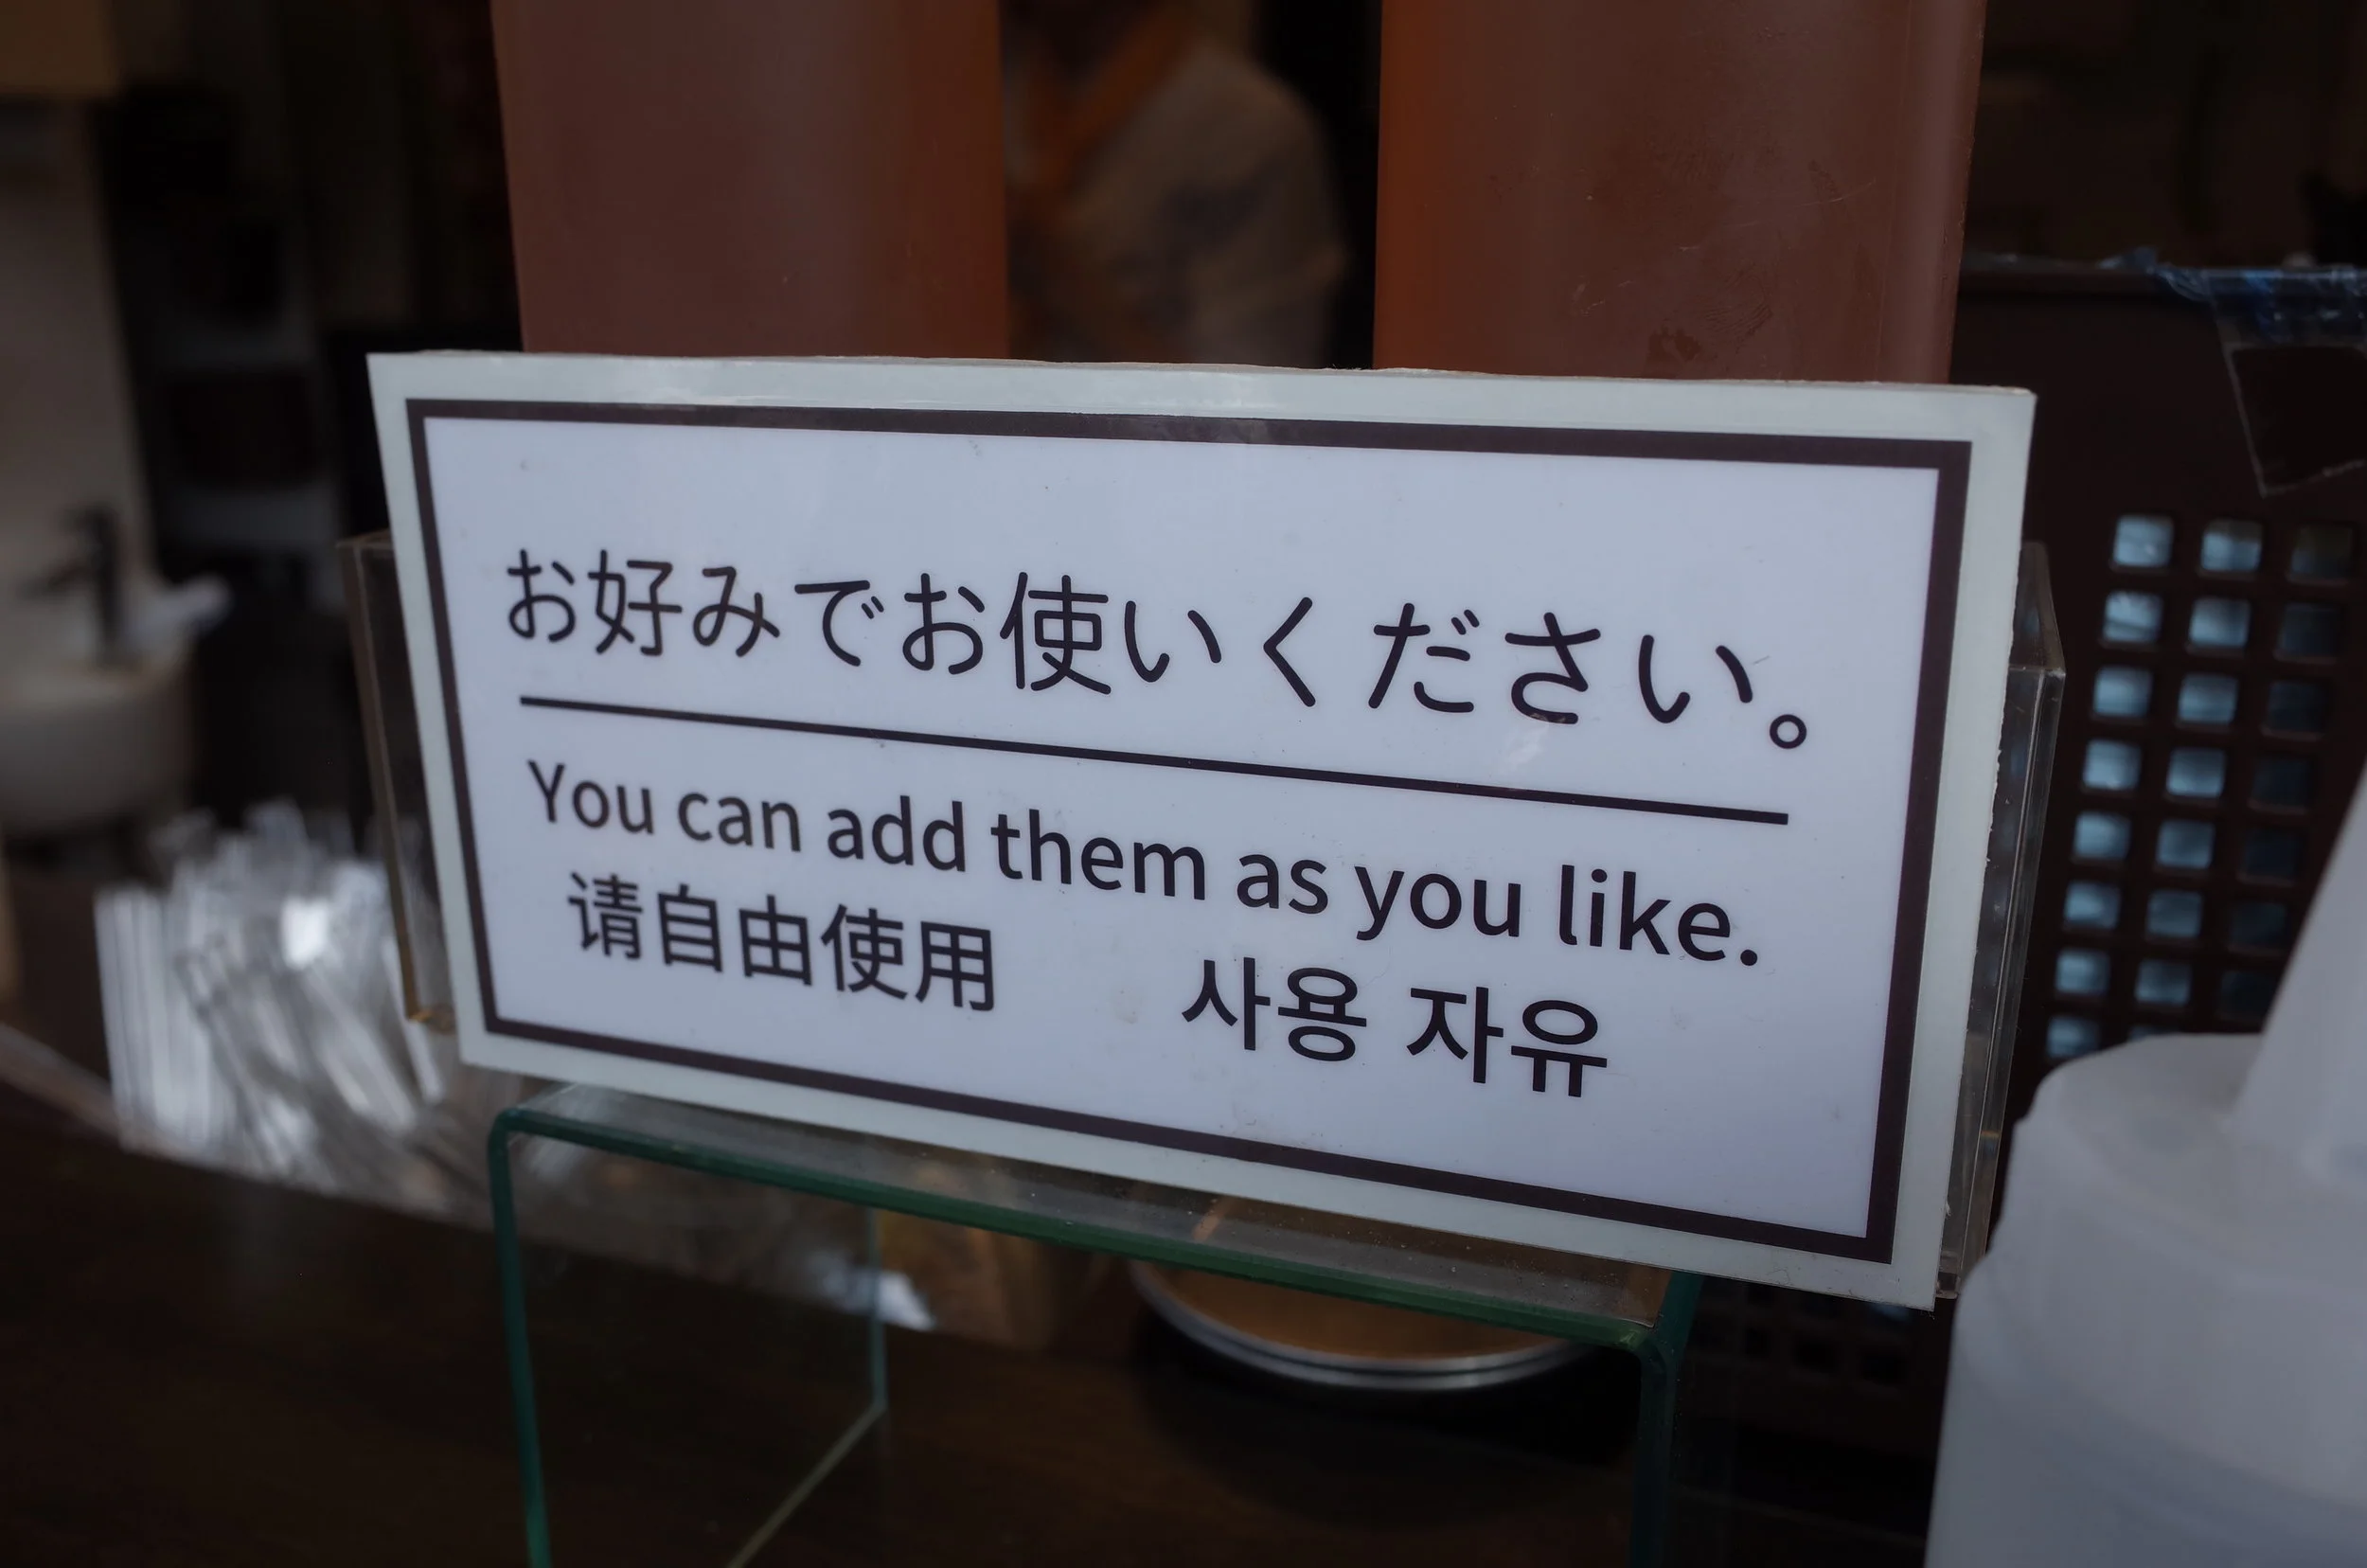 お好みでお使いください。
You can add them as you like.
请自由使用 사용 자유